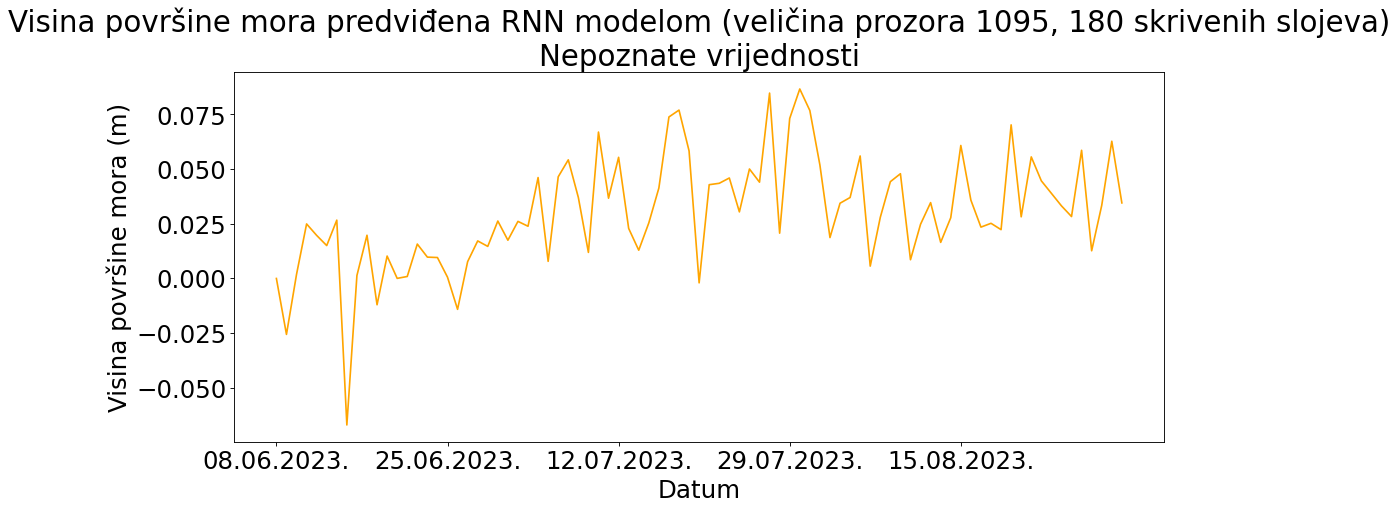 Visina površine mora predviđena RNN modelom (veličina prozora 1095, 180 skrivenih slojeva)
Nepoznate vrijednosti
Visina površine mora (m)
0.075
0.050
0.025
0.000
−0.025
−0.050
08.06.2023. 25.06.2023. 12.07.2023. 29.07.2023. 15.08.2023.
Datum